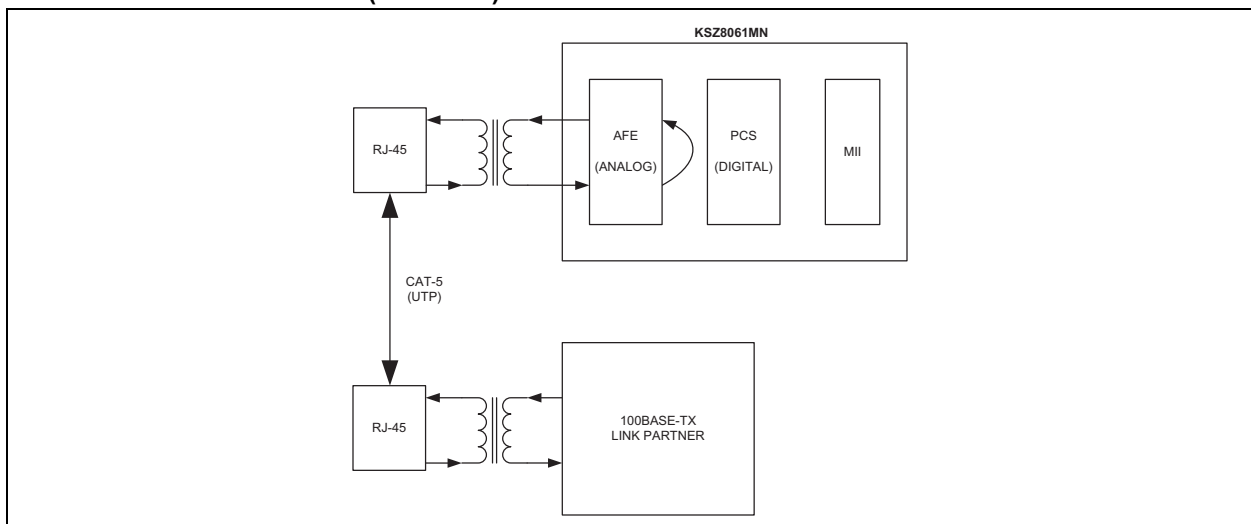 KSZ8061MN
RJ-45
AFE
(ANALOG)
PCS
(DIGITAL)
MII
CAT-5
(UTP)
RJ-45
100BASE-TX
LINK PARTNER